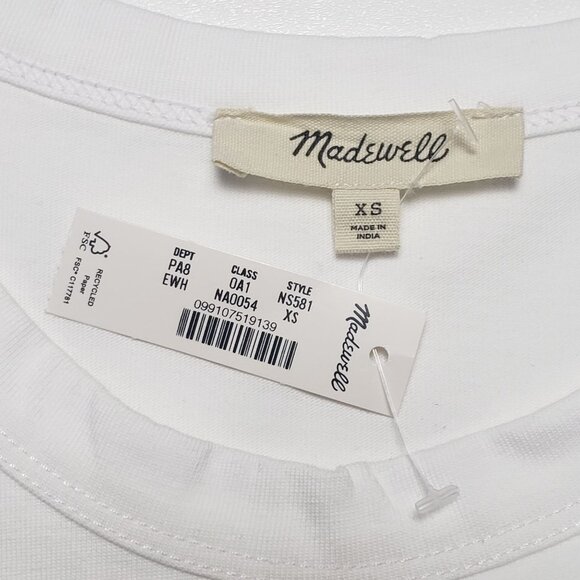 Madewell
XS
MADE IN
INDIA
FSC
FSC® C117781
RECYCLED
Paper
DEPT CLASS STYLE
PA8 0A1 NS581
EWH NA0054 XS
099107519139
Madewell